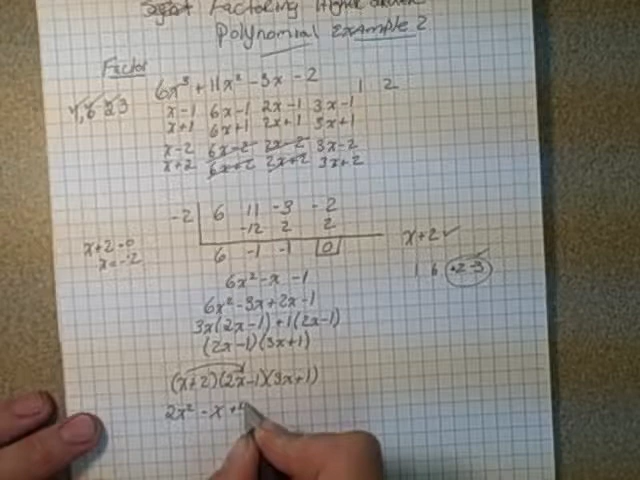 Factoring Higher Order
Polynomial Example 2
Factor
6x³ + 11x² - 3x - 2
1, 6 2 3
1 2
x-1 6x-1 2x-1 3x-1
x+1 6x+1 2x+1 3x+1
x-2 6x-2 2x-2 3x-2
x+2 6x+2 2x+2 3x+2
-2 6 11 -3 -2
-12 2 2
6 -1 -1 0
x+2=0
x=-2
x+2 ✓
1 6 +2-3
6x² - x - 1
6x² - 3x + 2x - 1
3x(2x-1) + 1(2x-1)
(2x-1)(3x+1)
(x+2)(2x-1)(3x+1)
2x² - x +